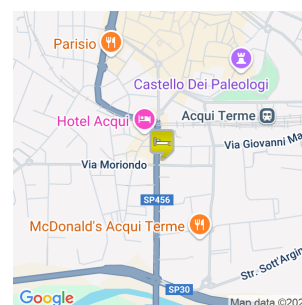 Parisio
Castello Dei Paleologi
Hotel Acqui
Acqui Terme
Via Giovanni Ma
Via Moriondo
SP456
McDonald's Acqui Terme
Str. Sott'Argin
SP30
Google
Map data ©202